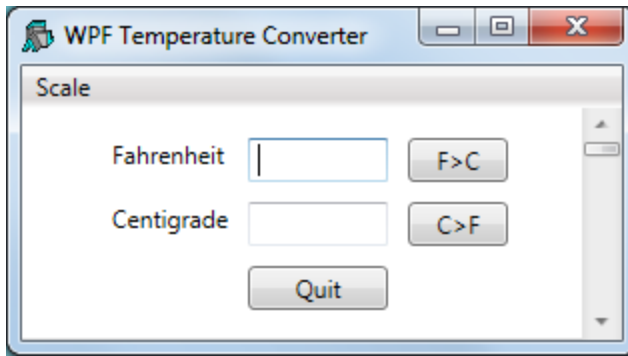 WPF Temperature Converter
Scale
Fahrenheit F>C
Centigrade C>F
Quit